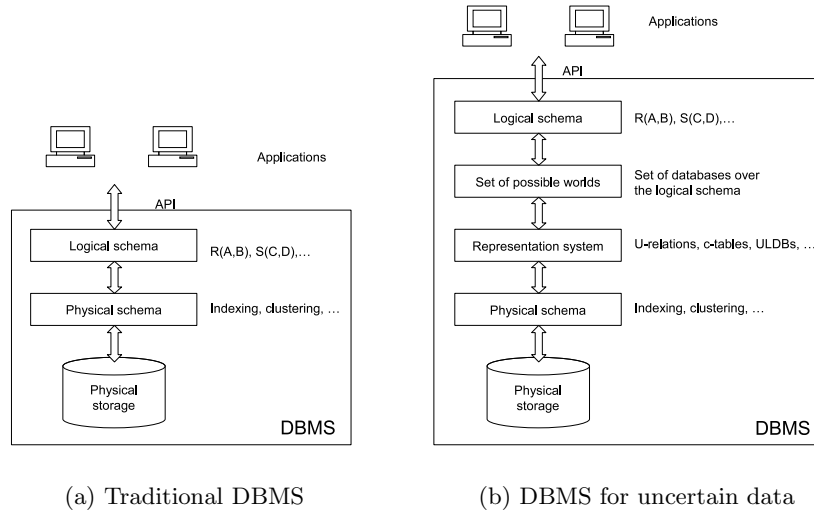 Applications
API
Logical schema
R(A,B), S(C,D),…
Physical schema
Indexing, clustering, …
Physical
storage
DBMS
(a) Traditional DBMS
Applications
API
Logical schema
R(A,B), S(C,D),…
Set of possible worlds
Set of databases over
the logical schema
Representation system
U-relations, c-tables, ULDBs, …
Physical schema
Indexing, clustering, …
Physical
storage
DBMS
(b) DBMS for uncertain data